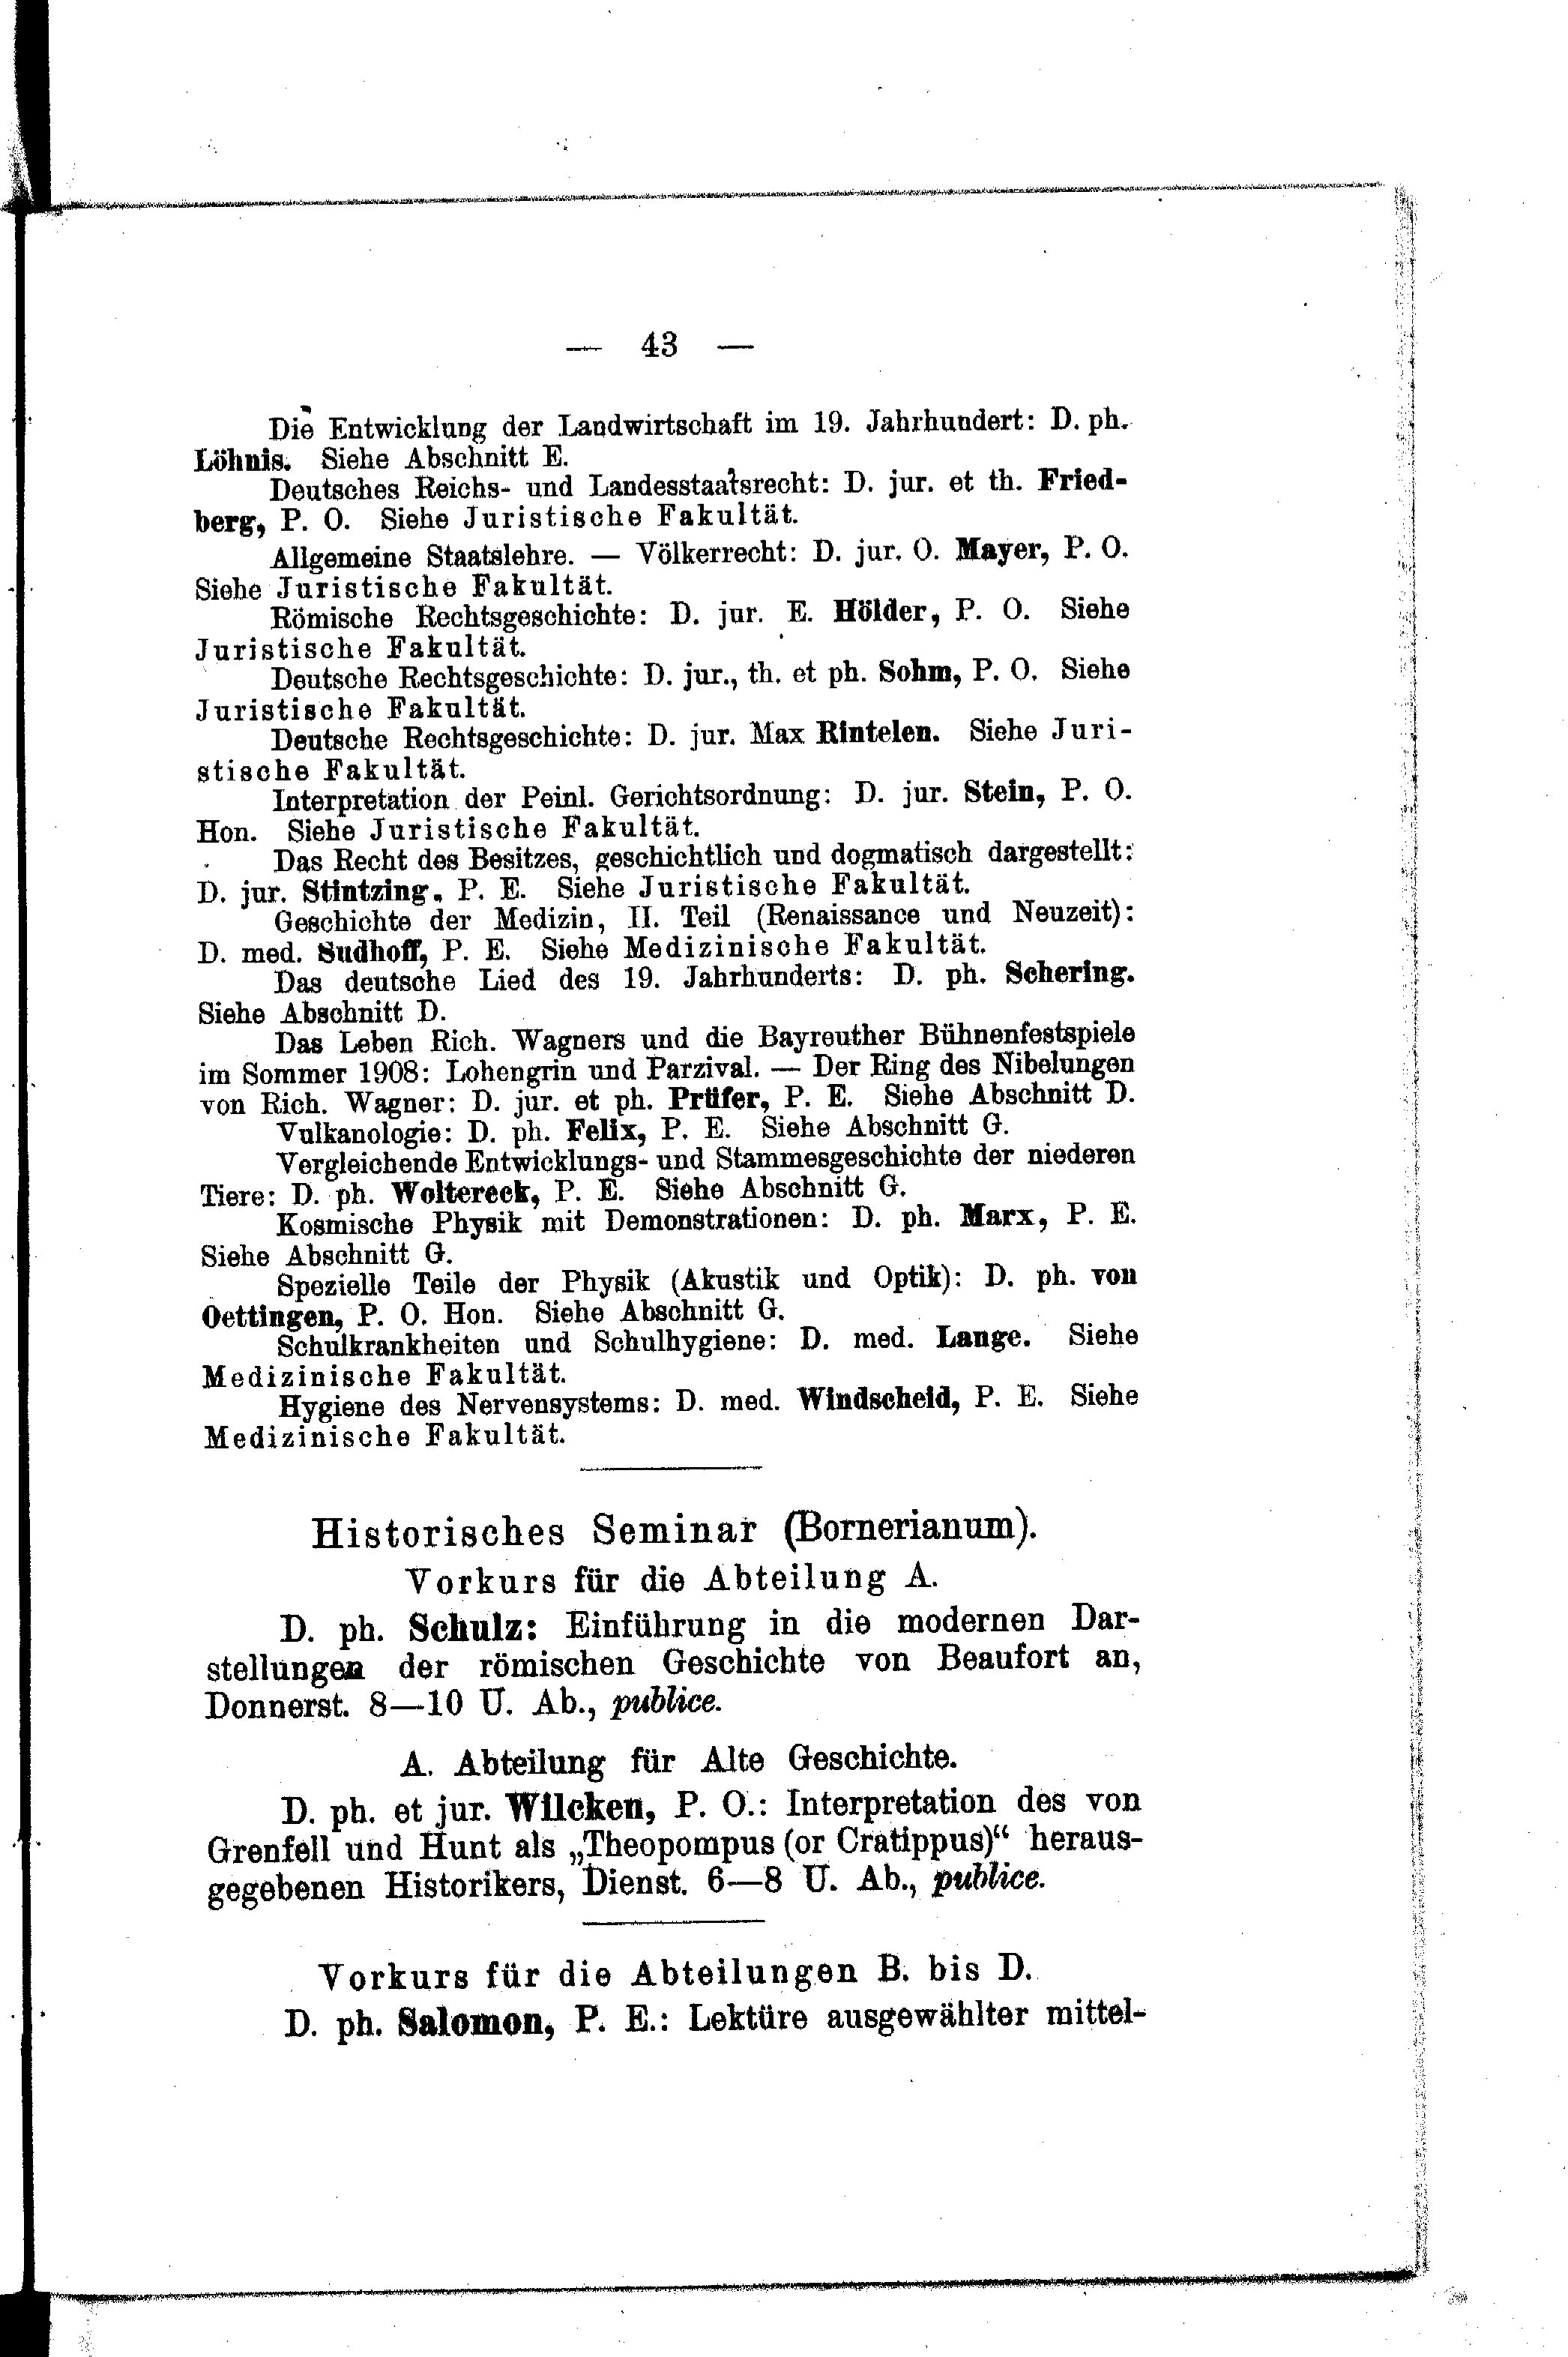 — 43 —
Die Entwicklung der Landwirtschaft im 19. Jahrhundert: D. ph.
Löhnis. Siehe Abschnitt E.
Deutsches Reichs- und Landesstaatsrecht: D. jur. et th. Fried-
berg, P. O. Siehe Juristische Fakultät.
Allgemeine Staatslehre. — Völkerrecht: D. jur. O. Mayer, P. O.
Siehe Juristische Fakultät.
Römische Rechtsgeschichte: D. jur. E. Hölder, P. O. Siehe
Juristische Fakultät.
Deutsche Rechtsgeschichte: D. jur., th. et ph. Sohm, P. O. Siehe
Juristische Fakultät.
Deutsche Rechtsgeschichte: D. jur. Max Rintelen. Siehe Juri-
stische Fakultät.
Interpretation der Peinl. Gerichtsordnung: D. jur. Stein, P. O.
Hon. Siehe Juristische Fakultät.
Das Recht des Besitzes, geschichtlich und dogmatisch dargestellt:
D. jur. Stintzing, P. E. Siehe Juristische Fakultät.
Geschichte der Medizin, II. Teil (Renaissance und Neuzeit):
D. med. Sudhoff, P. E. Siehe Medizinische Fakultät.
Das deutsche Lied des 19. Jahrhunderts: D. ph. Schering.
Siehe Abschnitt D.
Das Leben Rich. Wagners und die Bayreuther Bühnenfestspiele
im Sommer 1908: Lohengrin und Parzival. — Der Ring des Nibelungen
von Rich. Wagner: D. jur. et ph. Prüfer, P. E. Siehe Abschnitt D.
Vulkanologie: D. ph. Felix, P. E. Siehe Abschnitt G.
Vergleichende Entwicklungs- und Stammesgeschichte der niederen
Tiere: D. ph. Woltereck, P. E. Siehe Abschnitt G.
Kosmische Physik mit Demonstrationen: D. ph. Marx, P. E.
Siehe Abschnitt G.
Spezielle Teile der Physik (Akustik und Optik): D. ph. von
Oettingen, P. O. Hon. Siehe Abschnitt G.
Schulkrankheiten und Schulhygiene: D. med. Lange. Siehe
Medizinische Fakultät.
Hygiene des Nervensystems: D. med. Windscheid, P. E. Siehe
Medizinische Fakultät.
Historisches Seminar (Bornerianum).
Vorkurs für die Abteilung A.
D. ph. Schulz: Einführung in die modernen Dar-
stellungen der römischen Geschichte von Beaufort an,
Donnerst. 8—10 U. Ab., publice.
A. Abteilung für Alte Geschichte.
D. ph. et jur. Wilcken, P. O.: Interpretation des von
Grenfell und Hunt als „Theopompus (or Cratippus)“ heraus-
gegebenen Historikers, Dienst. 6—8 U. Ab., publice.
Vorkurs für die Abteilungen B. bis D.
D. ph. Salomon, P. E.: Lektüre ausgewählter mittel-